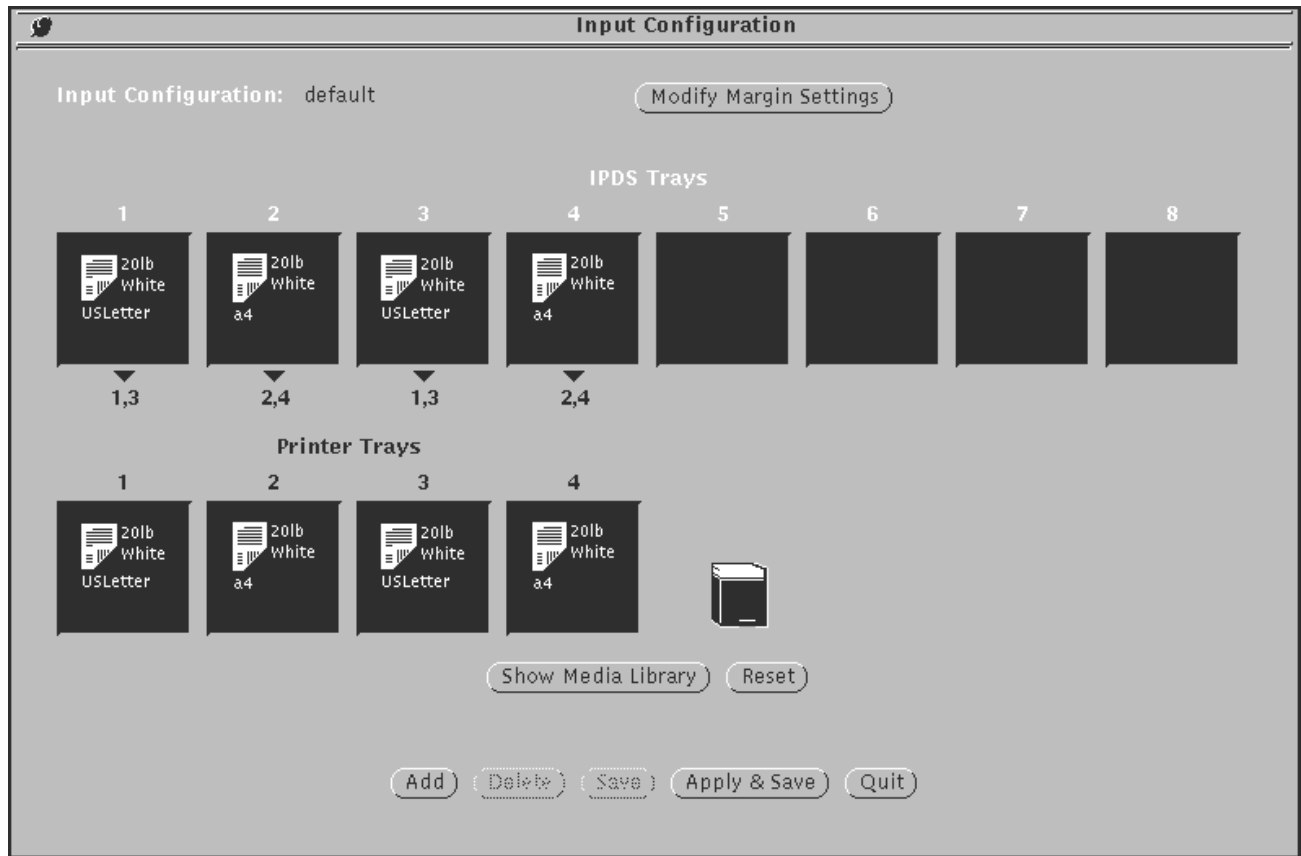 Input Configuration
Input Configuration: default Modify Margin Settings
IPDS Trays
1 2 3 4 5 6 7 8
20lb 20lb 20lb 20lb
White White White White
USLetter a4 USLetter a4
1,3 2,4 1,3 2,4
Printer Trays
1 2 3 4
20lb 20lb 20lb 20lb
White White White White
USLetter a4 USLetter a4
Show Media Library Reset
Add Delete Save Apply & Save Quit